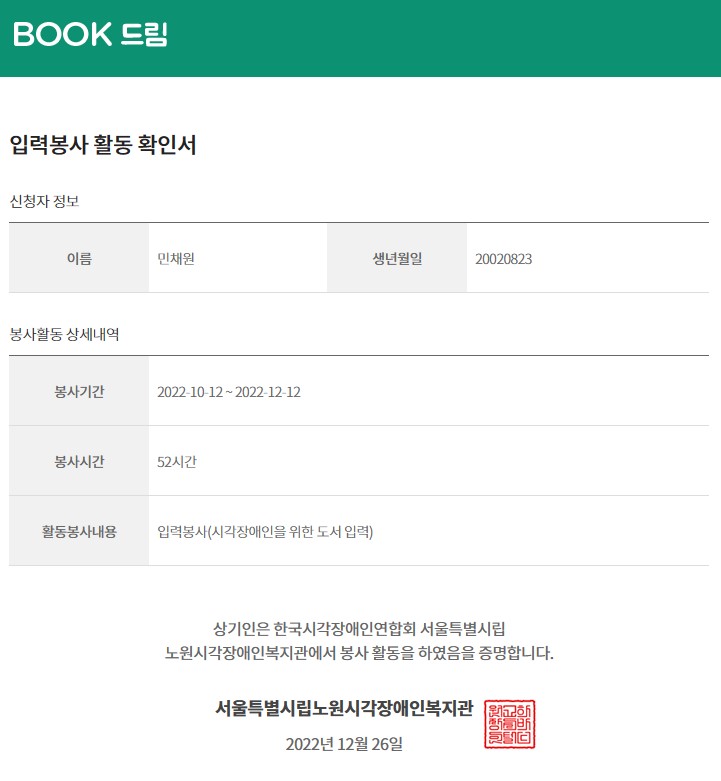 BOOK 드림
입력봉사 활동 확인서
신청자 정보
이름 민채원 생년월일 20020823
봉사활동 상세내역
봉사기간 2022-10-12 ~ 2022-12-12
봉사시간 52시간
활동봉사내용 입력봉사(시각장애인을 위한 도서 입력)
상기인은 한국시각장애인연합회 서울특별시립
노원시각장애인복지관에서 봉사 활동을 하였음을 증명합니다.
서울특별시립노원시각장애인복지관
2022년 12월 26일